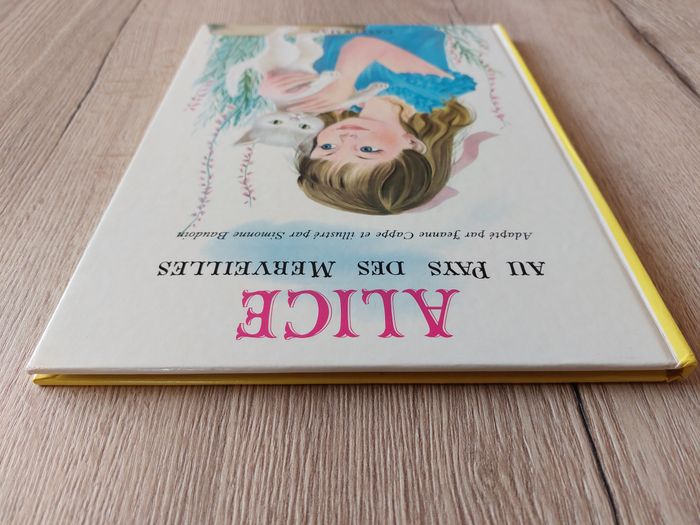 ALICE
AU PAYS DES MERVEILLES
Adapté par Jeanne Cappe et illustré par Simonne Baudoin